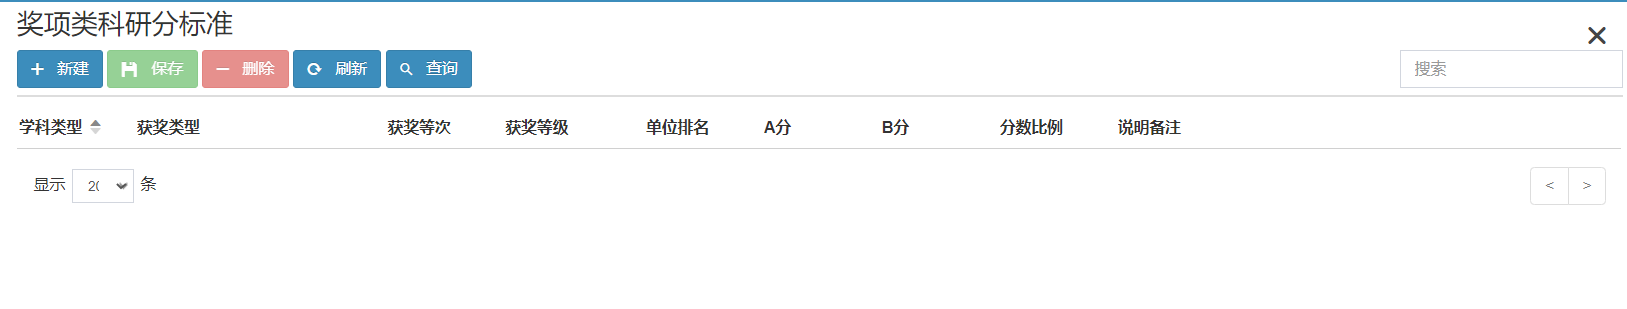 奖项类科研分标准
新建 保存 删除 刷新 查询 搜索
学科类型 获奖类型 获奖等次 获奖等级 单位排名 A分 B分 分数比例 说明备注
显示 20 条 < >